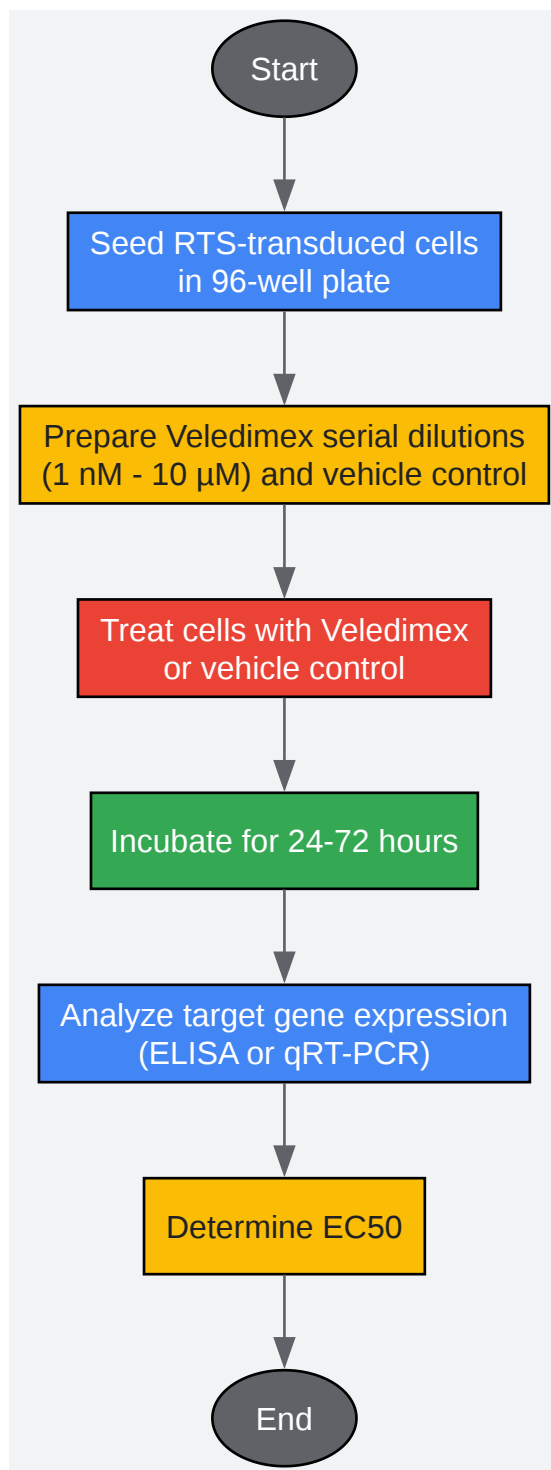 Start
Seed RTS-transduced cells
in 96-well plate
Prepare Veledimex serial dilutions
(1 nM - 10 µM) and vehicle control
Treat cells with Veledimex
or vehicle control
Incubate for 24-72 hours
Analyze target gene expression
(ELISA or qRT-PCR)
Determine EC50
End